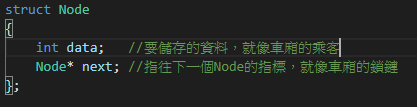 struct Node
{
    int data;   //要儲存的資料，就像車廂的乘客
    Node* next; //指往下一個Node的指標，就像車廂的鎖鏈
};